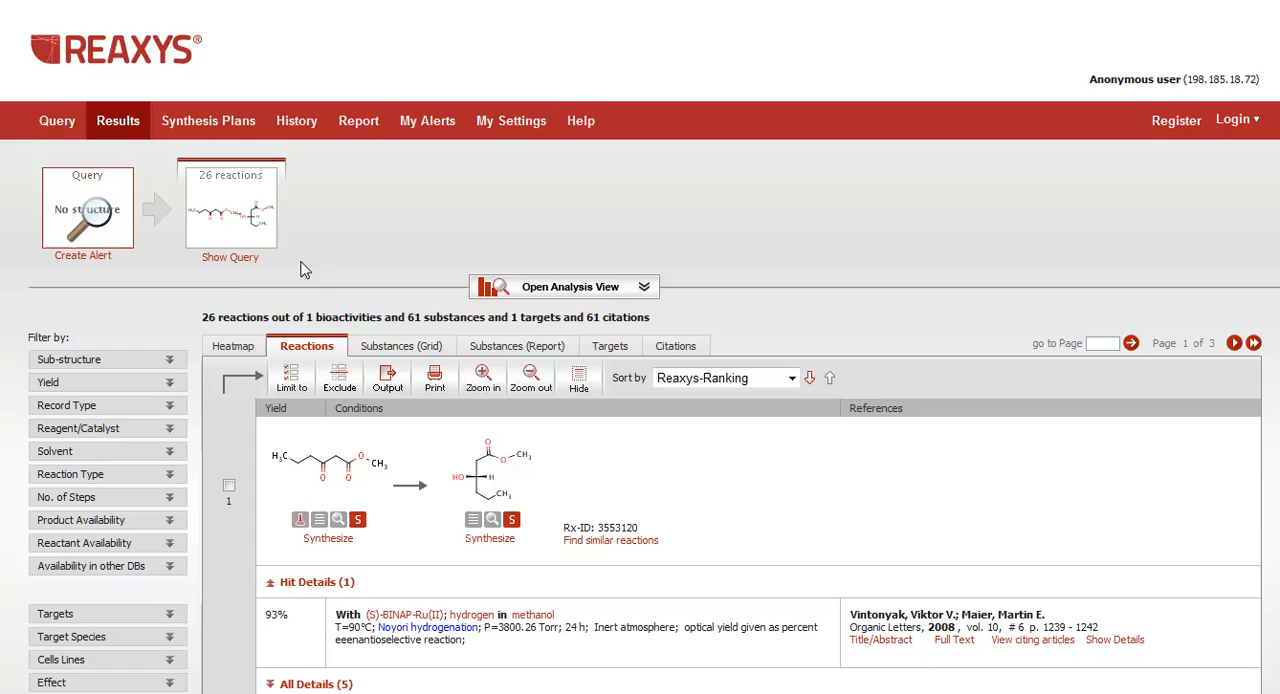 REAXYS®
Anonymous user (198.185.18.72)
Query Results Synthesis Plans History Report My Alerts My Settings Help Register Login
Query
No structure
Create Alert
26 reactions
Show Query
Open Analysis View
26 reactions out of 1 bioactivities and 61 substances and 1 targets and 61 citations
Filter by:
Sub-structure
Yield
Record Type
Reagent/Catalyst
Solvent
Reaction Type
No. of Steps
Product Availability
Reactant Availability
Availability in other DBs
Targets
Target Species
Cells Lines
Effect
Heatmap Reactions Substances (Grid) Substances (Report) Targets Citations
go to Page Page 1 of 3
Limit to Exclude Output Print Zoom in Zoom out Hide Sort by Reaxys-Ranking
Yield Conditions References
1
H₃C O O O CH₃
O O CH₃ HO H CH₃
S S
Synthesize Synthesize
Rx-ID: 3553120
Find similar reactions
Hit Details (1)
93%
With (S)-BINAP-Ru(II); hydrogen in methanol
T=90°C; Noyori hydrogenation; P=3800.26 Torr; 24 h; Inert atmosphere; optical yield given as percent
eeenantioselective reaction;
Vintonyak, Viktor V.; Maier, Martin E.
Organic Letters, 2008 , vol. 10, # 6 p. 1239 - 1242
Title/Abstract Full Text View citing articles Show Details
All Details (5)